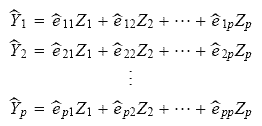 Ŷ₁ = ê₁₁Z₁ + ê₁₂Z₂ + ⋯ + ê₁ₚZₚ
Ŷ₂ = ê₂₁Z₁ + ê₂₂Z₂ + ⋯ + ê₂ₚZₚ
⋮
Ŷₚ = êₚ₁Z₁ + êₚ₂Z₂ + ⋯ + êₚₚZₚ